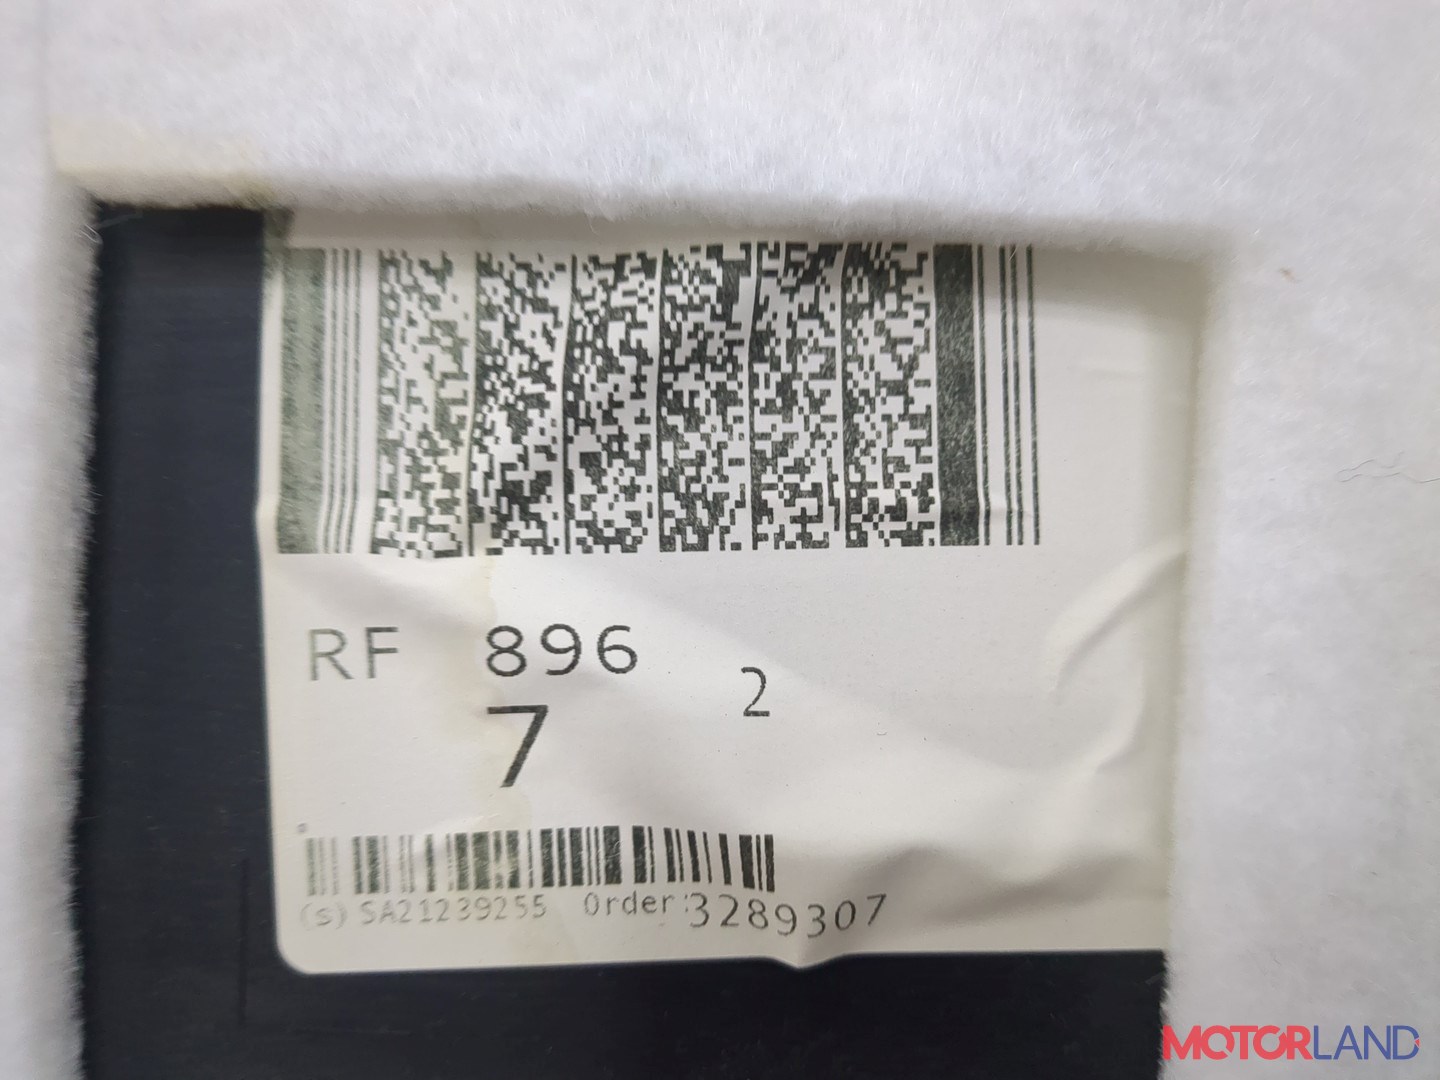 RF 896
2
7
(s) SA21239255 Order:3289307
MOTORLAND